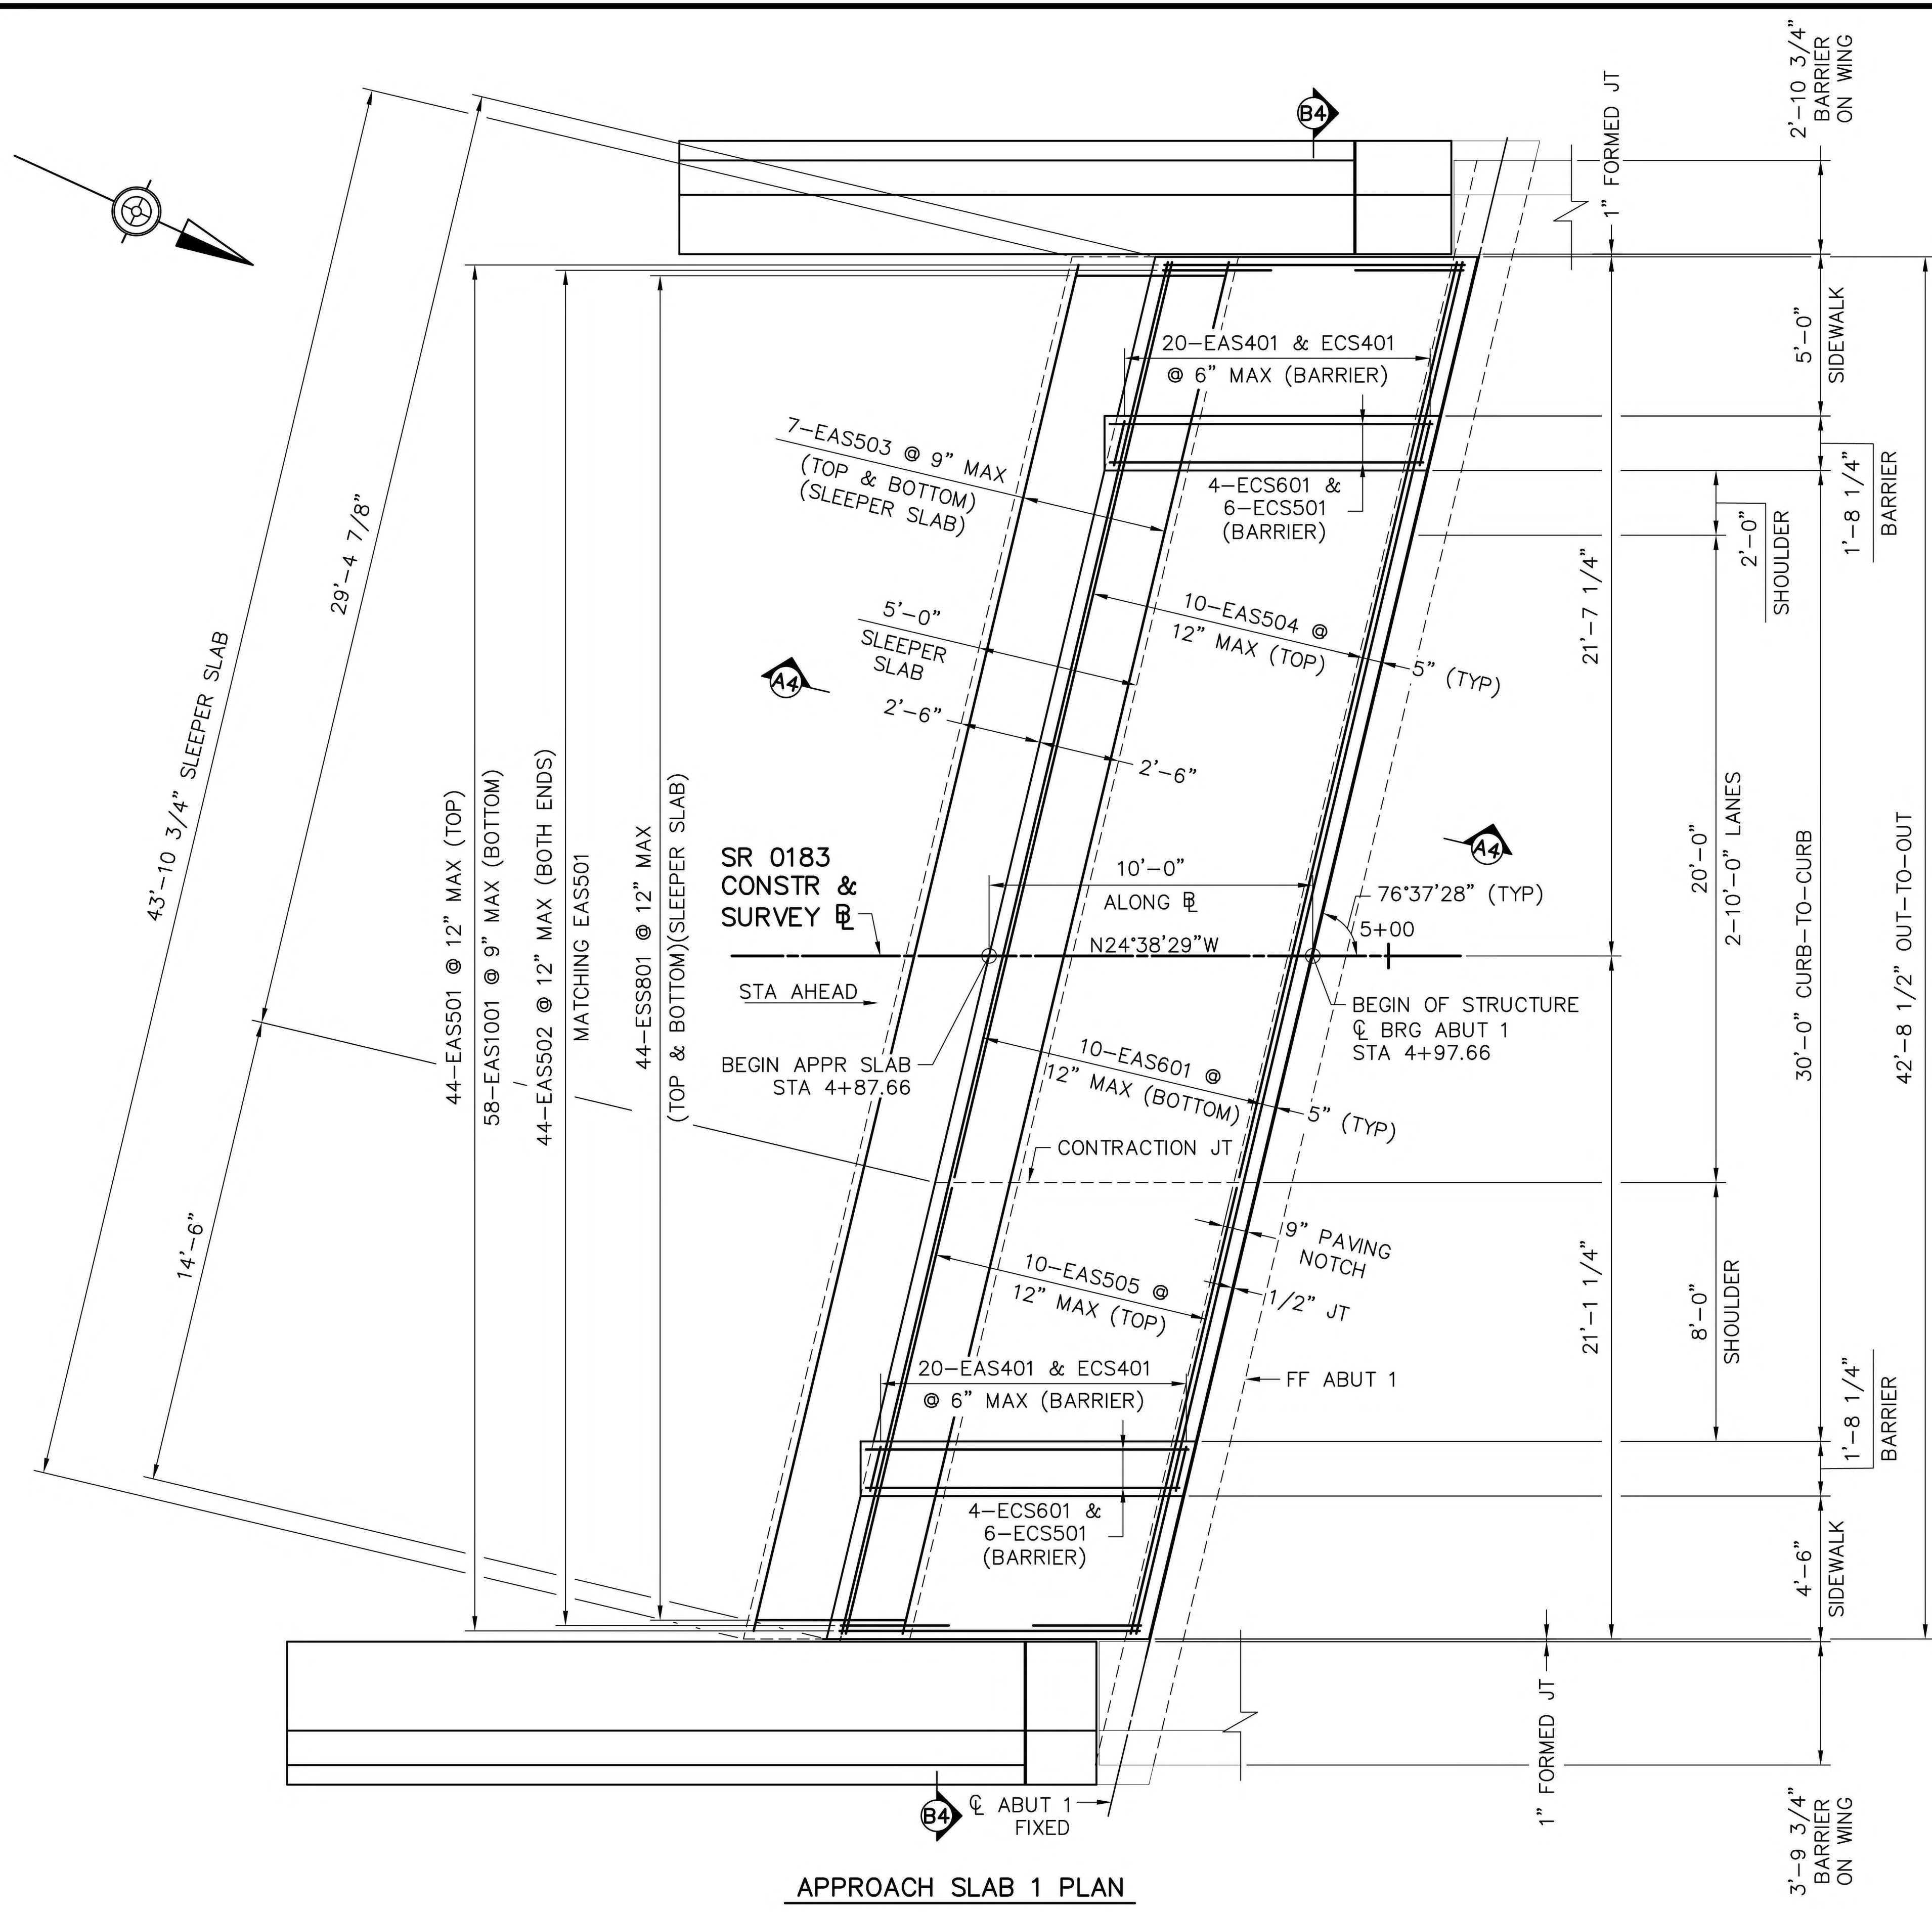 2'-10 3/4"
BARRIER
ON WING
1" FORMED JT
B4
5'-0"
SIDEWALK
1'-8 1/4"
BARRIER
2'-0"
SHOULDER
20-EAS401 & ECS401
@ 6" MAX (BARRIER)
4-ECS601 &
6-ECS501
(BARRIER)
7-EAS503 @ 9" MAX
(TOP & BOTTOM)
(SLEEPER SLAB)
29'-4 7/8"
43'-10 3/4" SLEEPER SLAB
14'-6"
5'-0"
SLEEPER
SLAB
A4
2'-6"
2'-6"
10-EAS504 @
12" MAX (TOP)
5" (TYP)
21'-7 1/4"
44-EAS501 @ 12" MAX (TOP)
58-EAS1001 @ 9" MAX (BOTTOM)
44-EAS502 @ 12" MAX (BOTH ENDS)
MATCHING EAS501
44-ESS801 @ 12" MAX
(TOP & BOTTOM)(SLEEPER SLAB)
SR 0183
CONSTR &
SURVEY BL
10'-0"
ALONG BL
A4
76°37'28" (TYP)
5+00
N24°38'29"W
STA AHEAD
BEGIN APPR SLAB
STA 4+87.66
BEGIN OF STRUCTURE
CL BRG ABUT 1
STA 4+97.66
20'-0"
2-10'-0" LANES
30'-0" CURB-TO-CURB
42'-8 1/2" OUT-TO-OUT
10-EAS601 @
12" MAX (BOTTOM)
5" (TYP)
CONTRACTION JT
9" PAVING
NOTCH
1/2" JT
10-EAS505 @
12" MAX (TOP)
21'-1 1/4"
8'-0"
SHOULDER
20-EAS401 & ECS401
@ 6" MAX (BARRIER)
FF ABUT 1
4-ECS601 &
6-ECS501
(BARRIER)
1'-8 1/4"
BARRIER
4'-6"
SIDEWALK
1" FORMED JT
3'-9 3/4"
BARRIER
ON WING
B4
CL ABUT 1
FIXED
APPROACH SLAB 1 PLAN